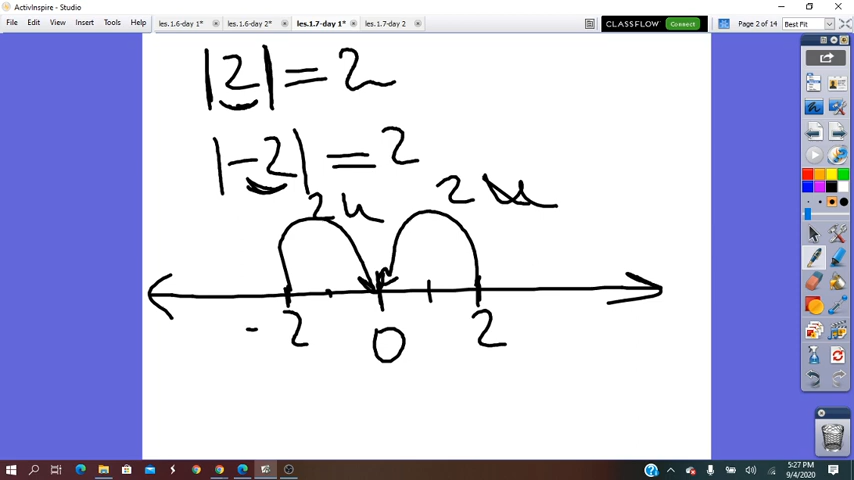 ActivInspire - Studio
les.1.6-day 1* les.1.6-day 2* les.1.7-day 1* les.1.7-day 2 CLASSFLOW Connect Page 2 of 14 Best Fit
File Edit View Insert Tools Help
|2| = 2
|-2| = 2
2u 2u
-2 0 2
5:27 PM
9/4/2020